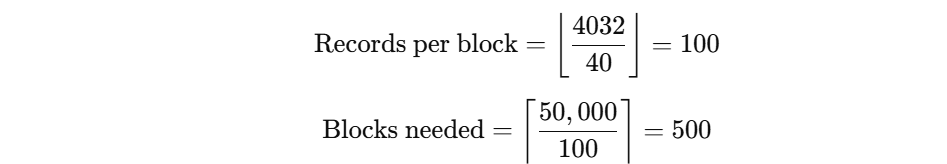 Records per block = ⌊4032/40⌋ = 100
Blocks needed = ⌈50,000/100⌉ = 500